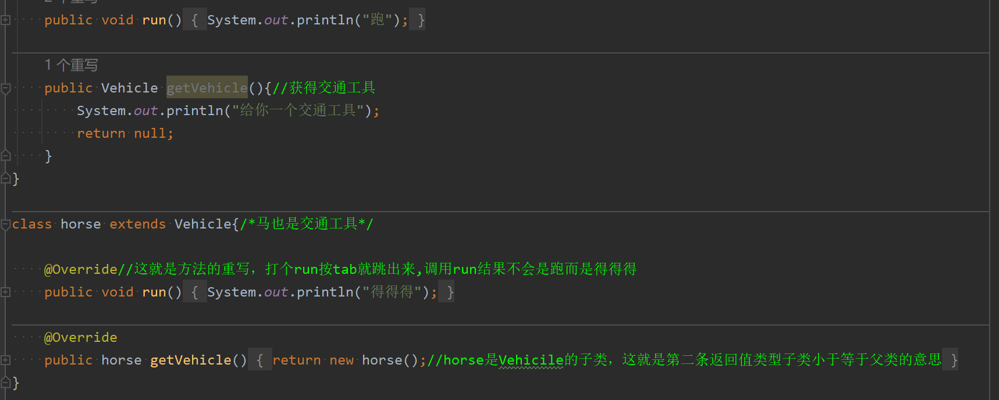 2 个重写
public void run() { System.out.println("跑"); }
1 个重写
public Vehicle getVehicle(){//获得交通工具
System.out.println("给你一个交通工具");
return null;
}
}
class horse extends Vehicle{/*马也是交通工具*/
@Override//这就是方法的重写，打个run按tab就跳出来,调用run结果不会是跑而是得得得
public void run() { System.out.println("得得得"); }
@Override
public horse getVehicle() { return new horse();//horse是Vehicile的子类，这就是第二条返回值类型子类小于等于父类的意思 }
}